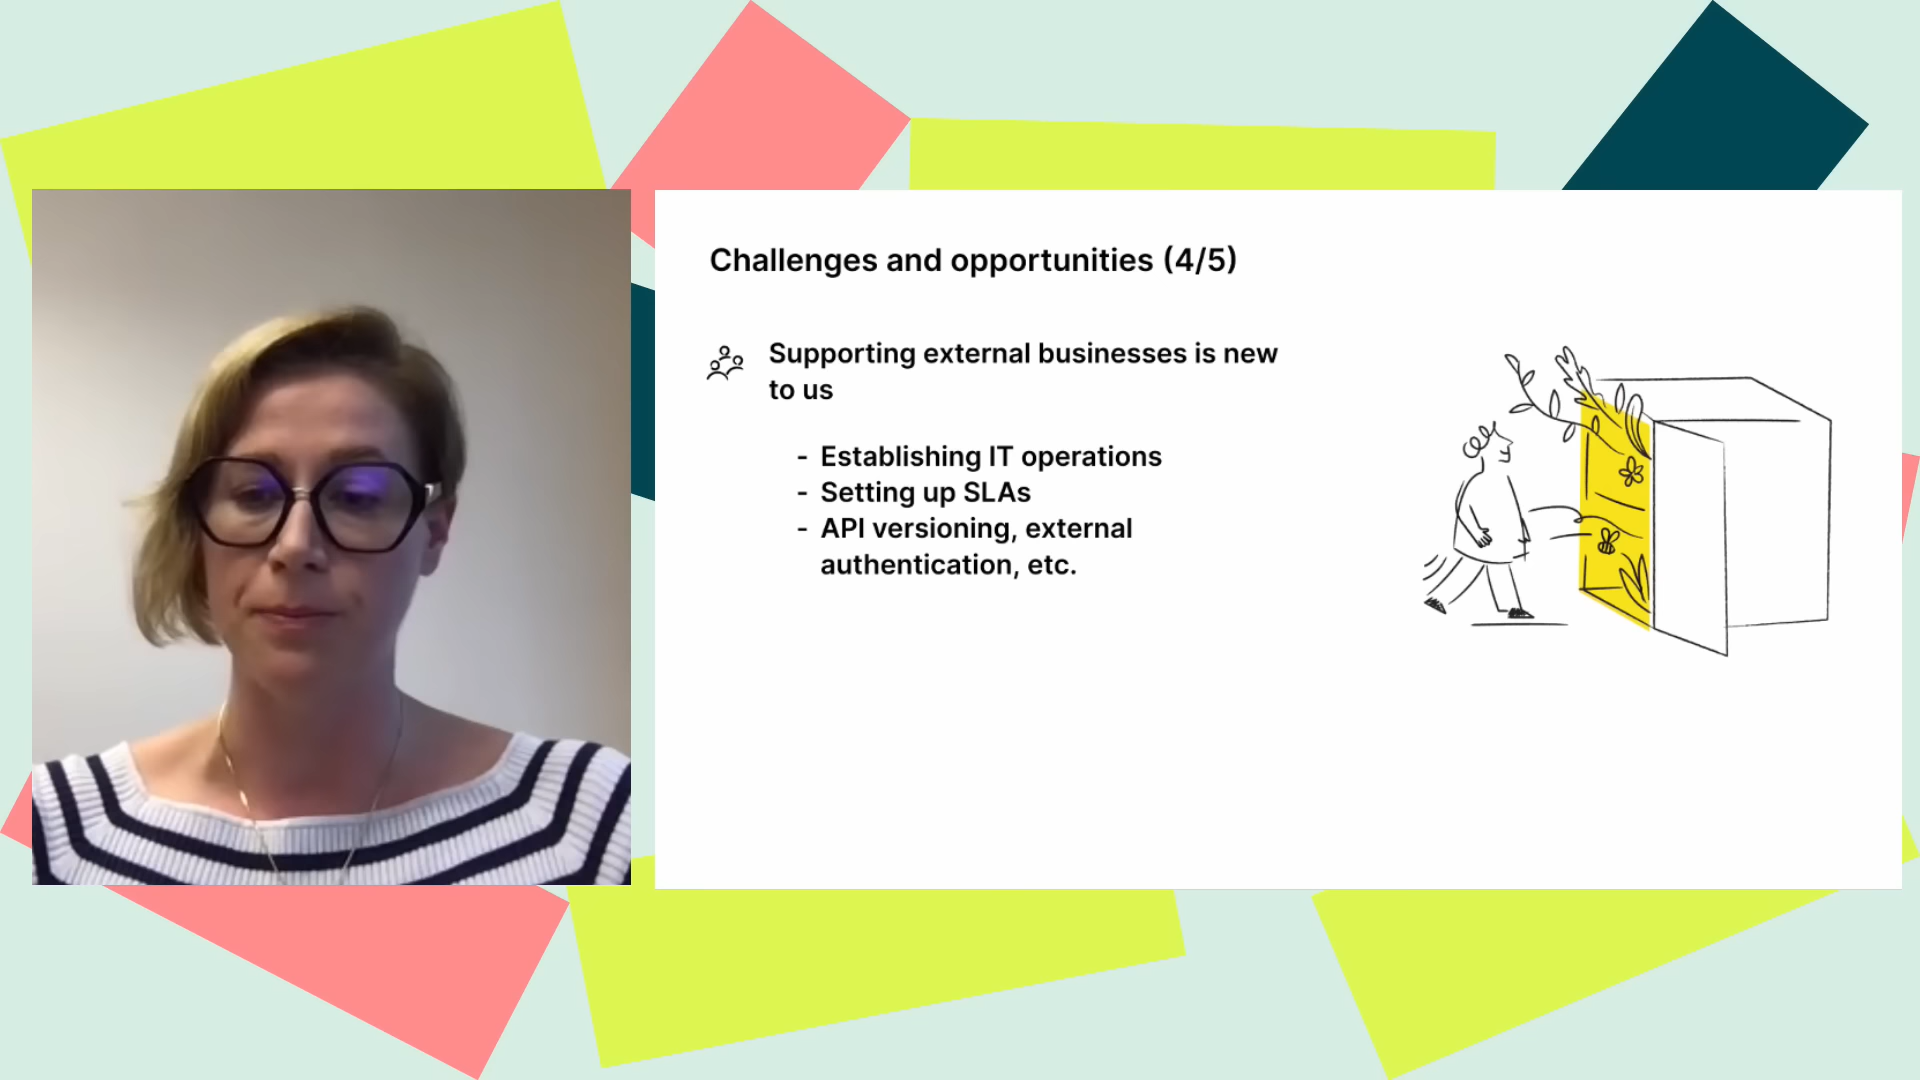 Challenges and opportunities (4/5)
Supporting external businesses is new
to us
- Establishing IT operations
- Setting up SLAs
- API versioning, external
authentication, etc.